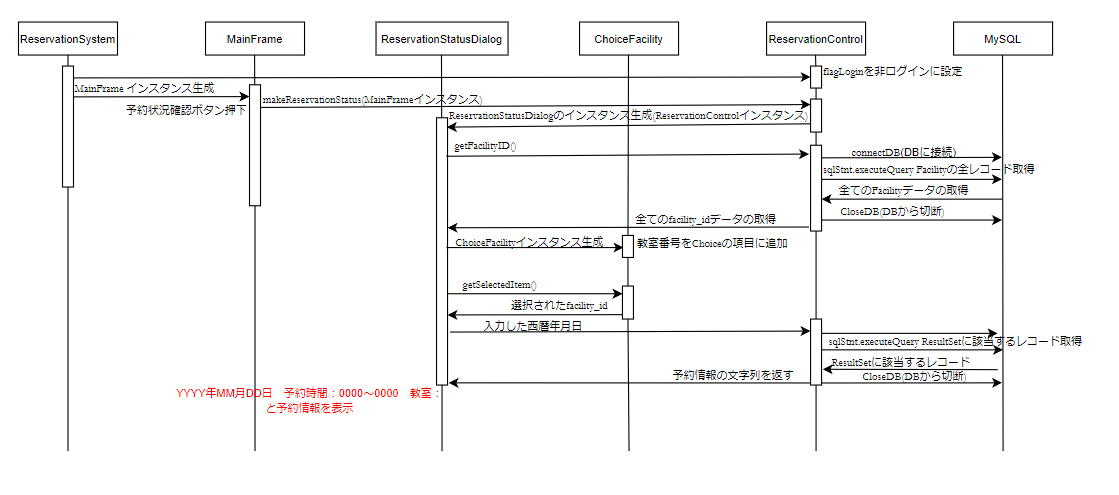 ReservationSystem
MainFrame
ReservationStatusDialog
ChoiceFacility
ReservationControl
MySQL
flagLoginを非ログインに設定
MainFrame インスタンス生成
makeReservationStatus(MainFrameインスタンス)
予約状況確認ボタン押下
ReservationStatusDialogのインスタンス生成(ReservationControlインスタンス)
getFacilityID()
connectDB(DBに接続)
sqlStnt.executeQuery Facilityの全レコード取得
全てのFacilityデータの取得
CloseDB(DBから切断)
全てのfacility_idデータの取得
ChoiceFacilityインスタンス生成
教室番号をChoiceの項目に追加
getSelectedItem()
選択されたfacility_id
入力した西暦年月日
sqlStnt.executeQuery ResultSetに該当するレコード取得
ResultSetに該当するレコード
予約情報の文字列を返す
CloseDB(DBから切断)
YYYY年MM月DD日　予約時間：0000～0000　教室：
と予約情報を表示